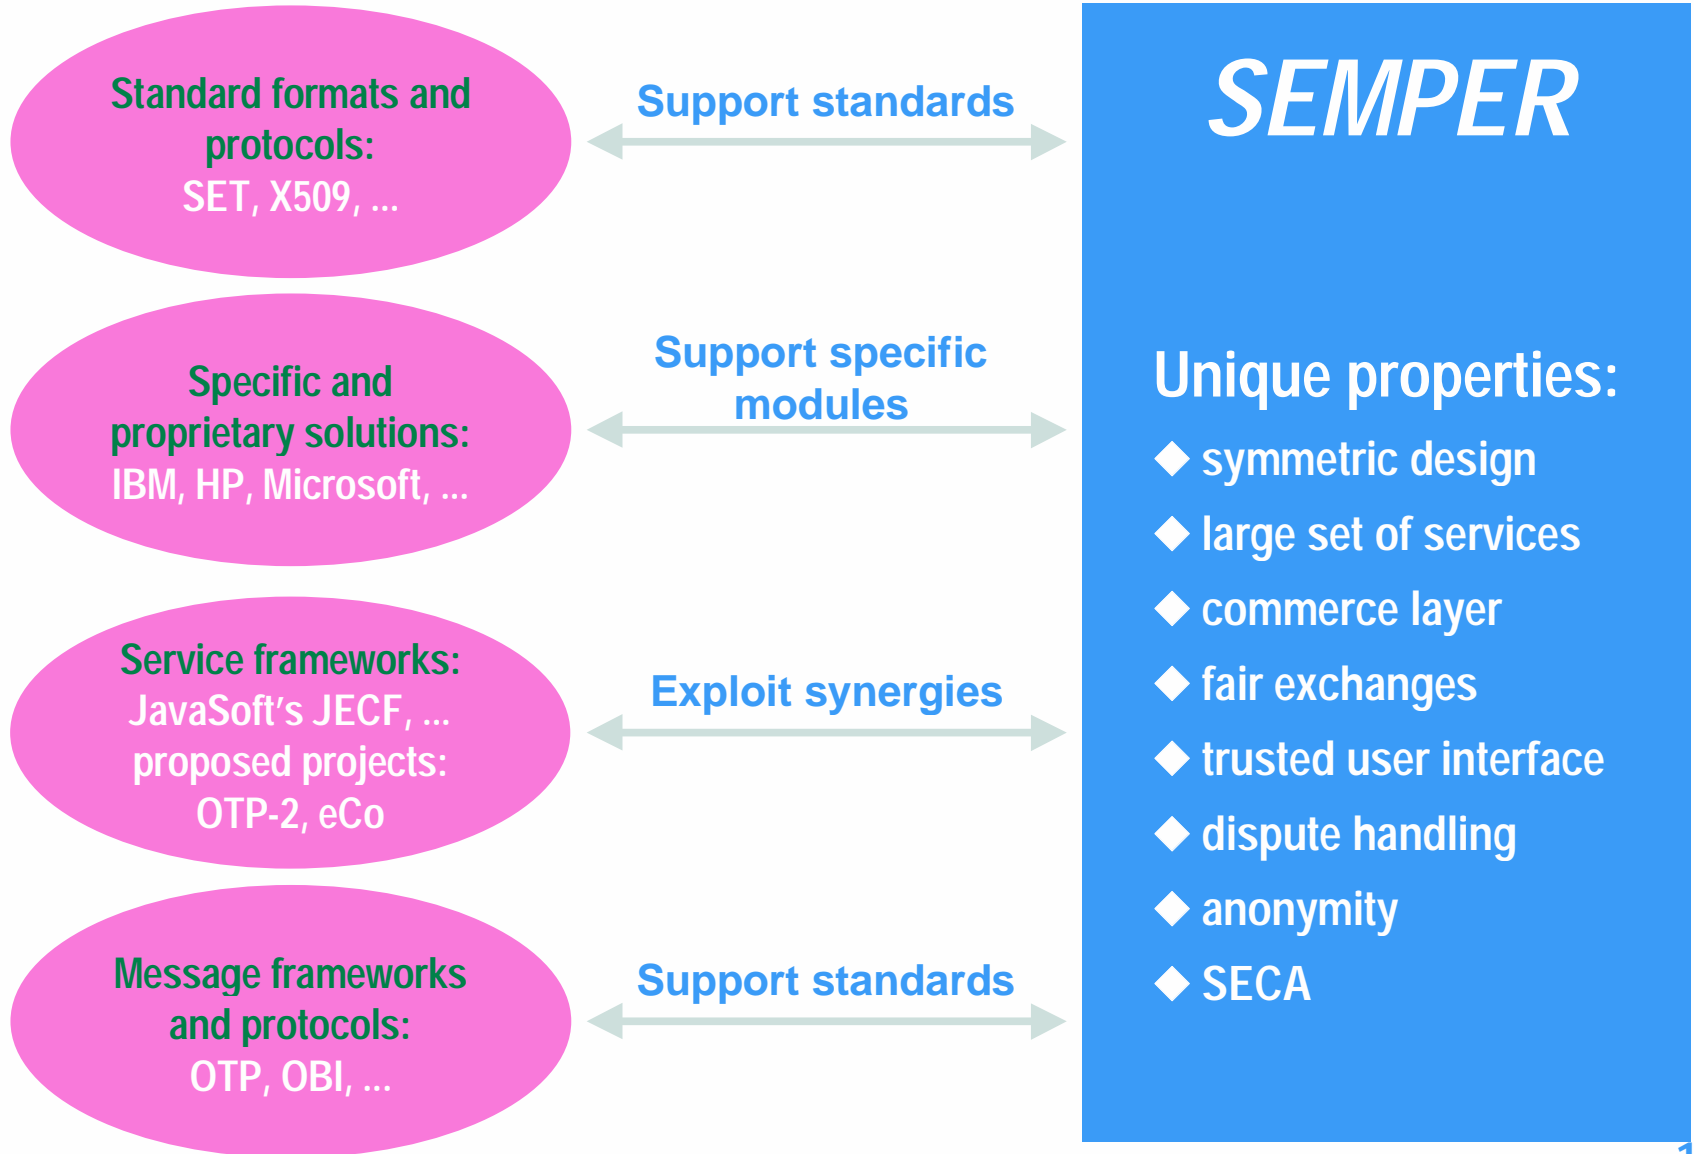 Standard formats and
protocols:
SET, X509, ...
Support standards
Specific and
proprietary solutions:
IBM, HP, Microsoft, ...
Support specific
modules
Service frameworks:
JavaSoft's JECF, ...
proposed projects:
OTP-2, eCo
Exploit synergies
Message frameworks
and protocols:
OTP, OBI, ...
Support standards
SEMPER
Unique properties:
symmetric design
large set of services
commerce layer
fair exchanges
trusted user interface
dispute handling
anonymity
SECA